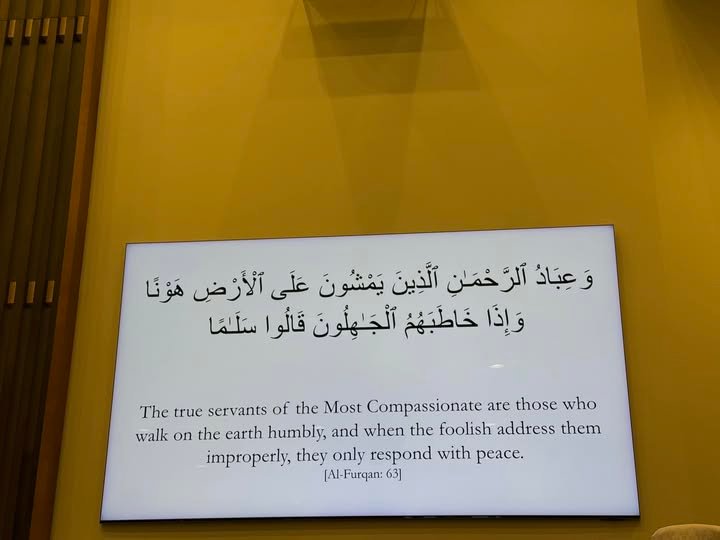 وَعِبَادُ ٱلرَّحْمَـٰنِ ٱلَّذِينَ يَمْشُونَ عَلَى ٱلْأَرْضِ هَوْنًا
وَإِذَا خَاطَبَهُمُ ٱلْجَـٰهِلُونَ قَالُوا سَلَـٰمًا
The true servants of the Most Compassionate are those who
walk on the earth humbly, and when the foolish address them
improperly, they only respond with peace.
[Al-Furqan: 63]